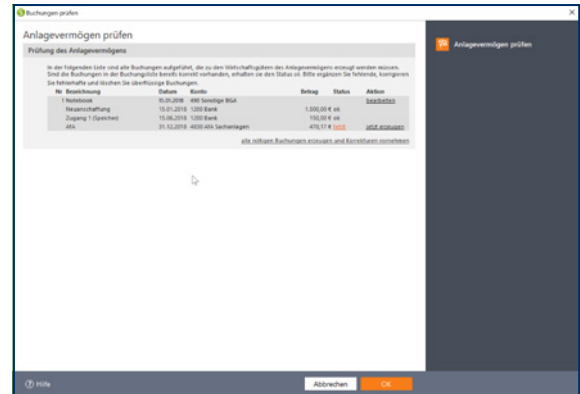 Buchungen prüfen
Anlagevermögen prüfen
Prüfung des Anlagevermögens
In der folgenden Liste sind alle Buchungen aufgeführt, die zu den Wirtschaftsgütern des Anlagevermögens erzeugt werden müssen.
Sind die Buchungen in der Buchungsliste bereits korrekt vorhanden, erhalten sie den Status ok. Bitte ergänzen Sie fehlende, korrigieren
Sie fehlerhafte und löschen Sie überflüssige Buchungen.
Nr Bezeichnung Datum Konto Betrag Status Aktion
1 Notebook 15.01.2018 490 Sonstige BGA bearbeiten
Neuanschaffung 15.01.2018 1200 Bank 1.500,00 € ok
Zugang 1 (Speicher) 15.06.2018 1200 Bank 150,00 € ok
AfA 31.12.2018 4830 AfA Sachanlagen 470,17 € fehlt jetzt erzeugen
alle nötigen Buchungen erzeugen und Korrekturen vornehmen
Anlagevermögen prüfen
Hilfe
Abbrechen
OK